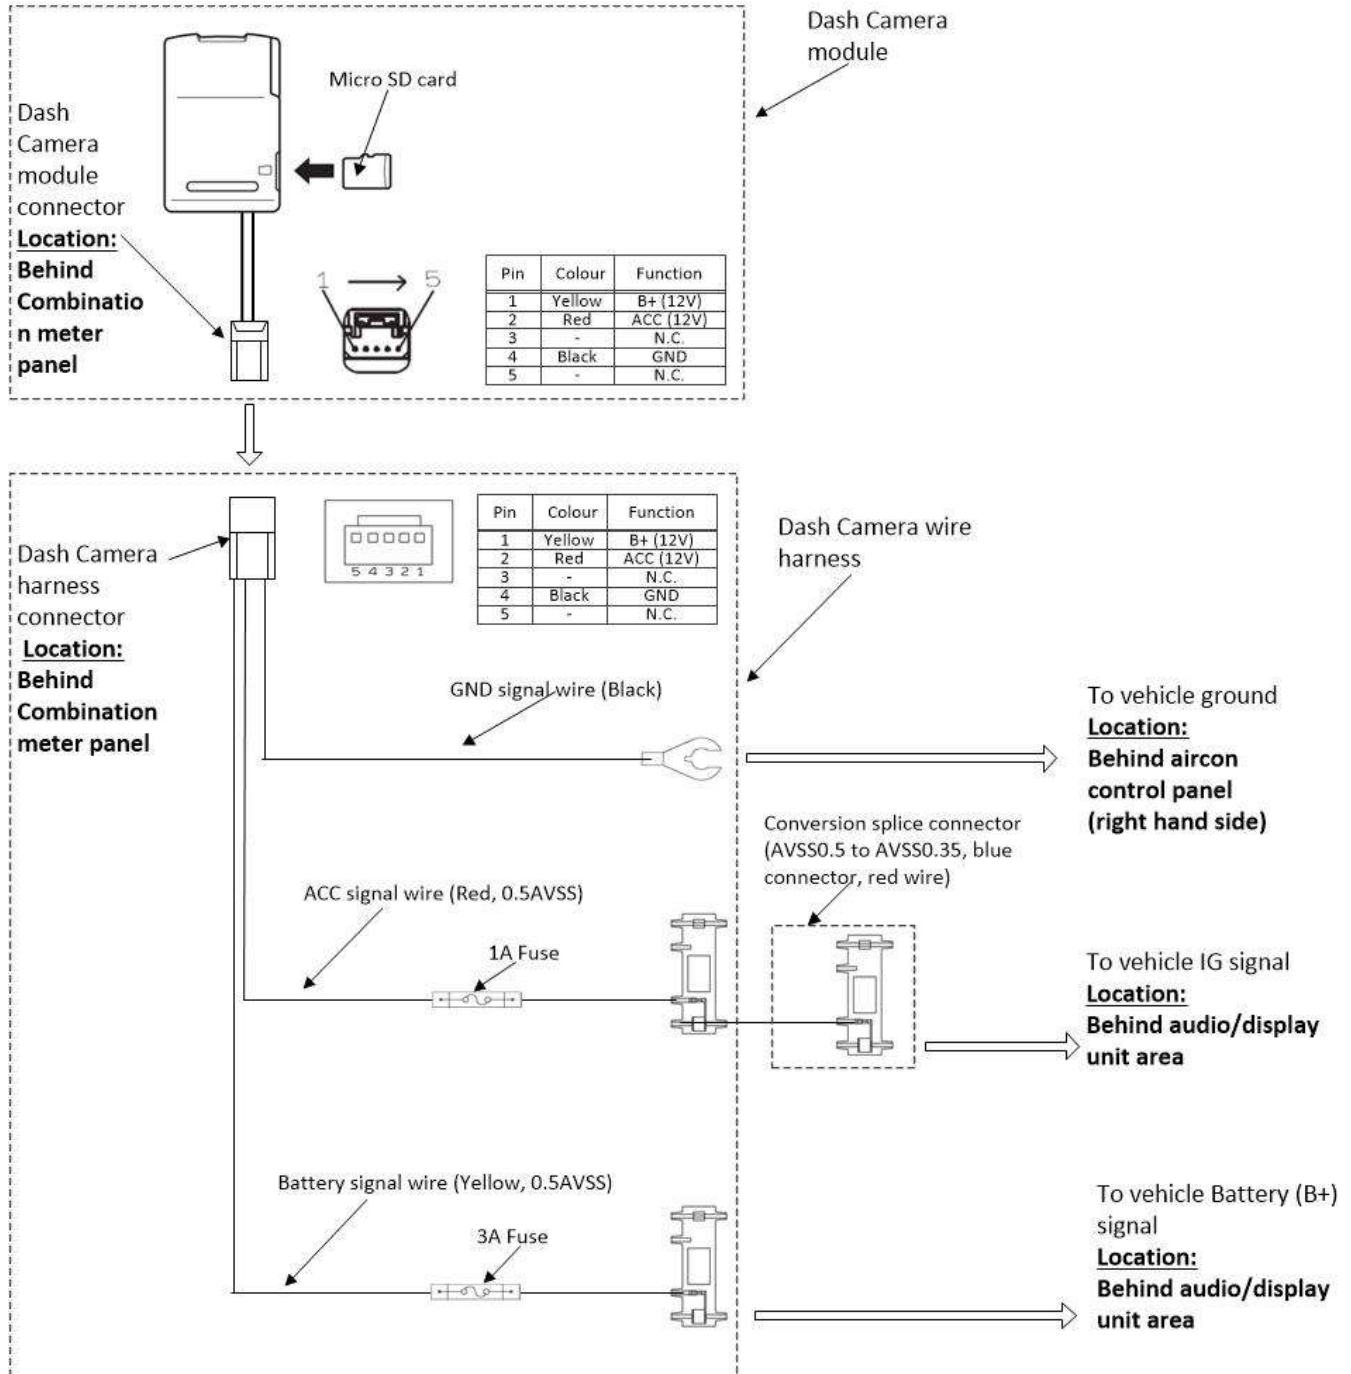 Dash Camera
module
Micro SD card
Dash
Camera
module
connector
Location:
Behind
Combinatio
n meter
panel
1 5
Pin Colour Function
1 Yellow B+ (12V)
2 Red ACC (12V)
3 - N.C.
4 Black GND
5 - N.C.
Dash Camera
harness
connector
Location:
Behind
Combination
meter panel
5 4 3 2 1
Pin Colour Function
1 Yellow B+ (12V)
2 Red ACC (12V)
3 - N.C.
4 Black GND
5 - N.C.
Dash Camera wire
harness
GND signal wire (Black)
To vehicle ground
Location:
Behind aircon
control panel
(right hand side)
Conversion splice connector
(AVSS0.5 to AVSS0.35, blue
connector, red wire)
ACC signal wire (Red, 0.5AVSS)
1A Fuse
To vehicle IG signal
Location:
Behind audio/display
unit area
Battery signal wire (Yellow, 0.5AVSS)
3A Fuse
To vehicle Battery (B+)
signal
Location:
Behind audio/display
unit area